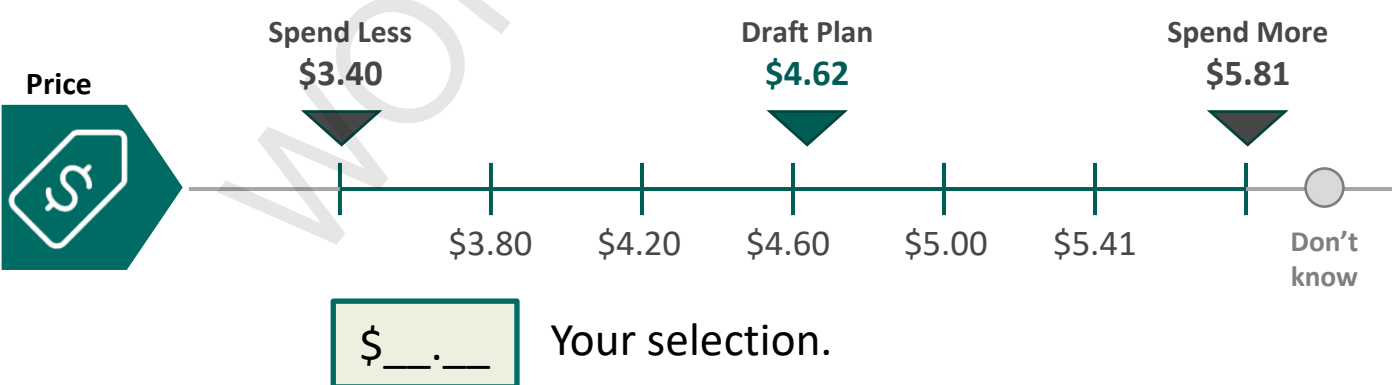 Spend Less
$3.40
Draft Plan
$4.62
Spend More
$5.81
Price
$
$3.80
$4.20
$4.60
$5.00
$5.41
Don't
know
$__.__
Your selection.